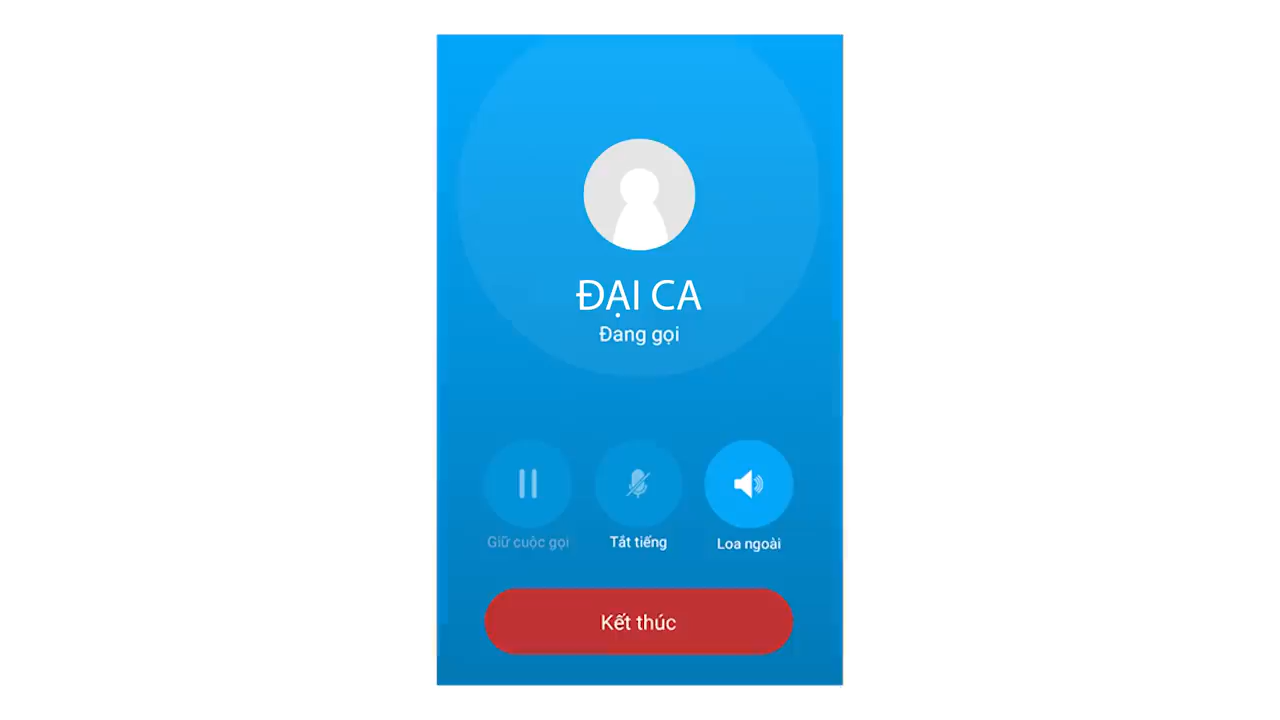 ĐẠI CA
Đang gọi
Giữ cuộc gọi
Tắt tiếng
Loa ngoài
Kết thúc